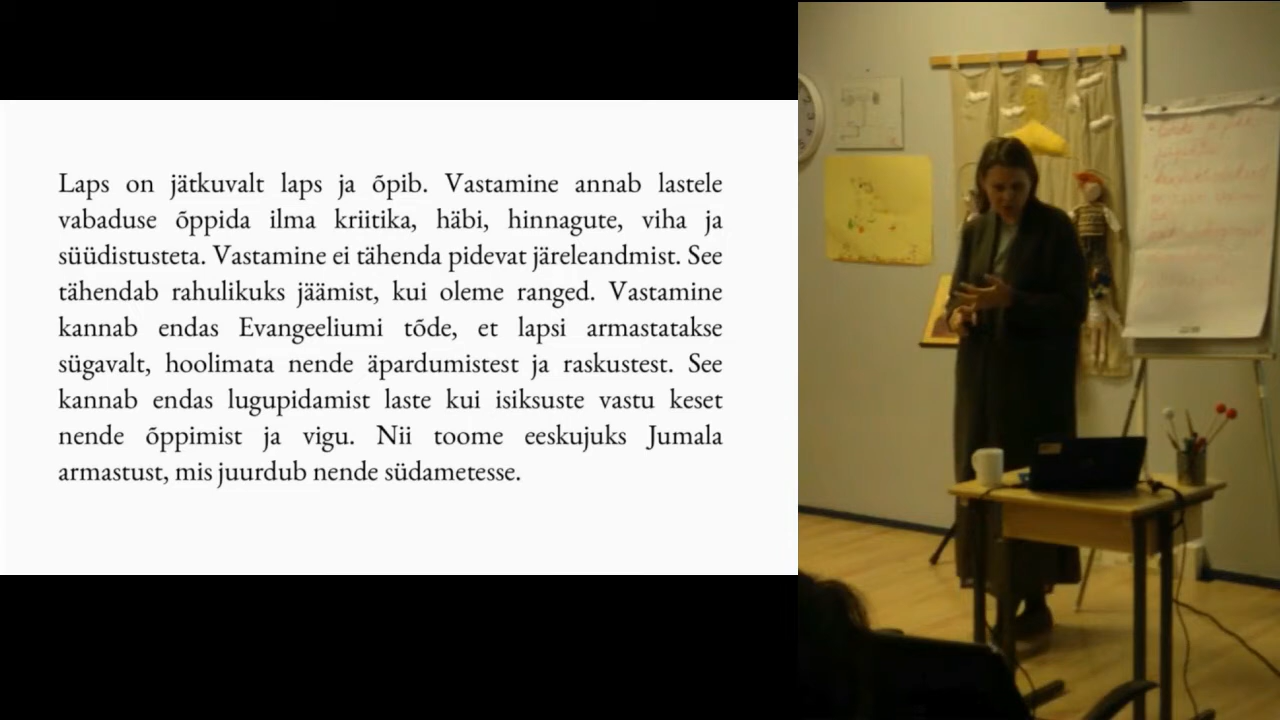 Laps on jätkuvalt laps ja õpib. Vastamine annab lastele
vabaduse õppida ilma kriitika, häbi, hinnagute, viha ja
süüdistusteta. Vastamine ei tähenda pidevat järeleandmist. See
tähendab rahulikuks jäämist, kui oleme ranged. Vastamine
kannab endas Evangeeliumi tõde, et lapsi armastatakse
sügavalt, hoolimata nende äpardumistest ja raskustest. See
kannab endas lugupidamist laste kui isiksuste vastu keset
nende õppimist ja vigu. Nii toome eeskujuks Jumala
armastust, mis juurdub nende südametesse.